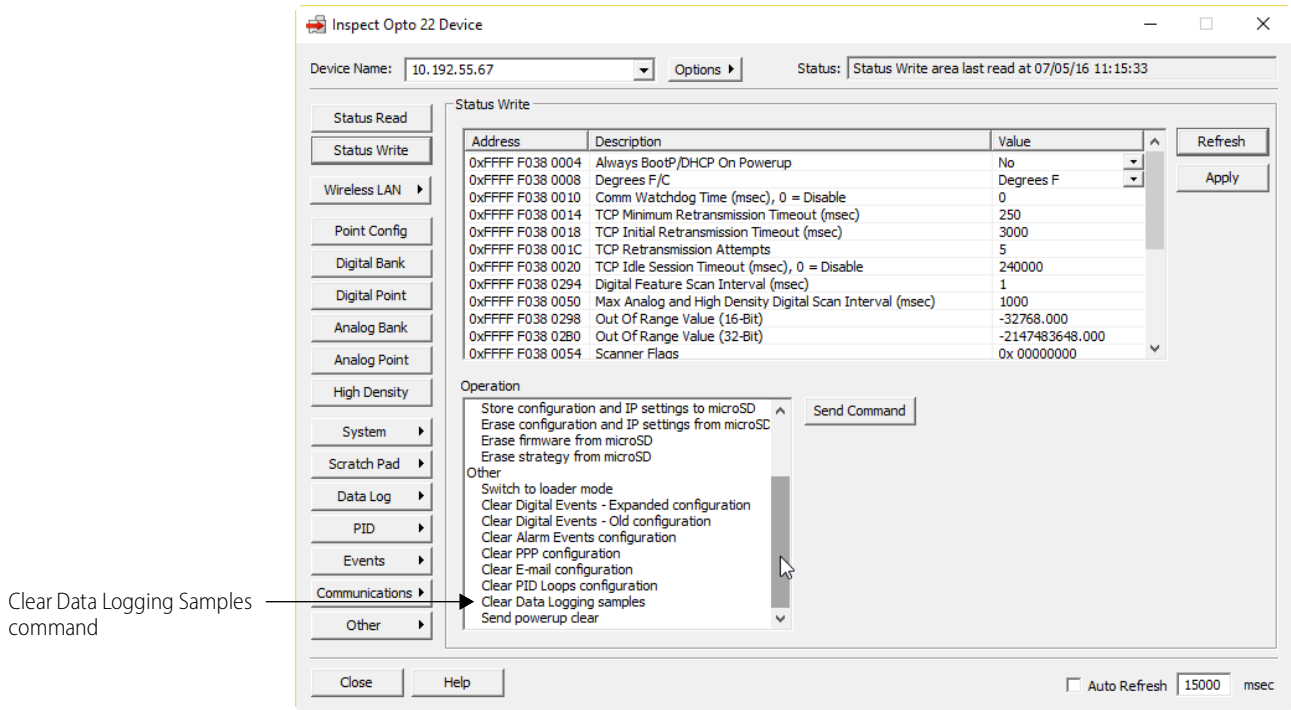 Inspect Opto 22 Device
Device Name: 10.192.55.67 Options Status: Status Write area last read at 07/05/16 11:15:33
Status Read
Status Write
Wireless LAN
Point Config
Digital Bank
Digital Point
Analog Bank
Analog Point
High Density
System
Scratch Pad
Data Log
PID
Events
Communications
Other
Status Write
Address Description Value
0xFFFF F038 0004 Always BootP/DHCP On Powerup No
0xFFFF F038 0008 Degrees F/C Degrees F
0xFFFF F038 0010 Comm Watchdog Time (msec), 0 = Disable 0
0xFFFF F038 0014 TCP Minimum Retransmission Timeout (msec) 250
0xFFFF F038 0018 TCP Initial Retransmission Timeout (msec) 3000
0xFFFF F038 001C TCP Retransmission Attempts 5
0xFFFF F038 0020 TCP Idle Session Timeout (msec), 0 = Disable 240000
0xFFFF F038 0294 Digital Feature Scan Interval (msec) 1
0xFFFF F038 0050 Max Analog and High Density Digital Scan Interval (msec) 1000
0xFFFF F038 0298 Out Of Range Value (16-Bit) -32768.000
0xFFFF F038 02B0 Out Of Range Value (32-Bit) -2147483648.000
0xFFFF F038 0054 Scanner Flags 0x 00000000
Refresh
Apply
Operation
Store configuration and IP settings to microSD
Erase configuration and IP settings from microSD
Erase firmware from microSD
Erase strategy from microSD
Other
Switch to loader mode
Clear Digital Events - Expanded configuration
Clear Digital Events - Old configuration
Clear Alarm Events configuration
Clear PPP configuration
Clear E-mail configuration
Clear PID Loops configuration
Clear Data Logging samples
Send powerup clear
Send Command
Clear Data Logging Samples
command
Close Help Auto Refresh 15000 msec